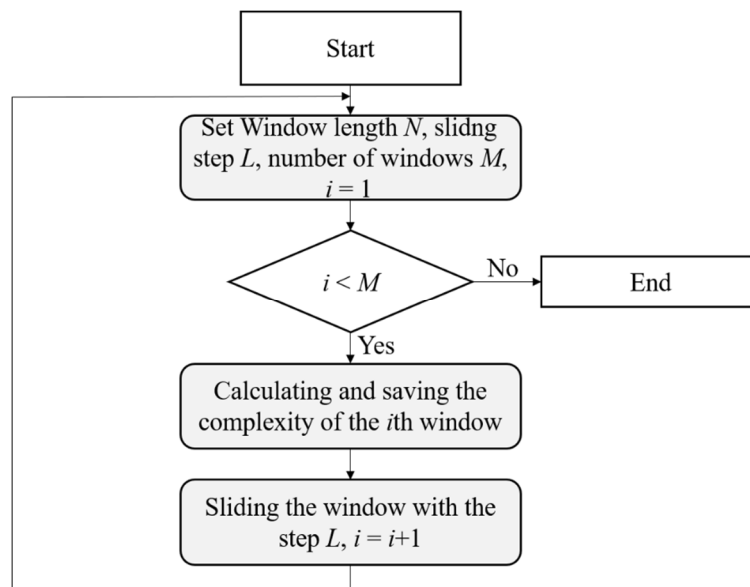 Start
Set Window length N, slidng
step L, number of windows M,
i = 1
i < M
No
End
Yes
Calculating and saving the
complexity of the ith window
Sliding the window with the
step L, i = i+1